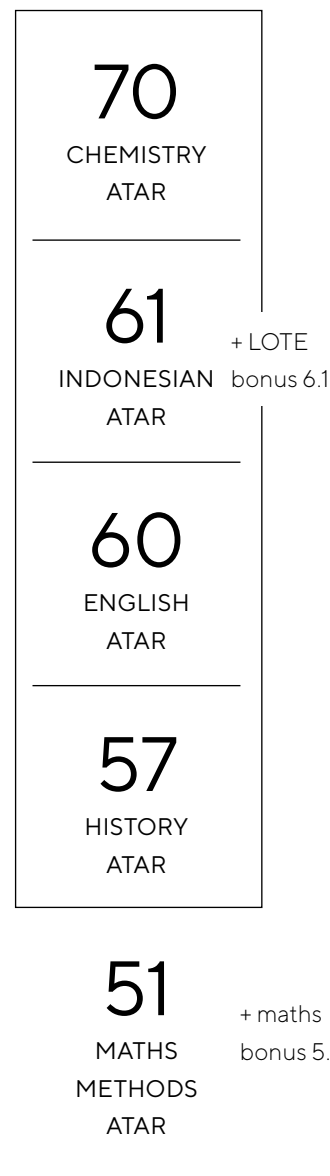 70
CHEMISTRY
ATAR
61
INDONESIAN
ATAR
+ LOTE
bonus 6.1
60
ENGLISH
ATAR
57
HISTORY
ATAR
51
MATHS
METHODS
ATAR
+ maths
bonus 5.